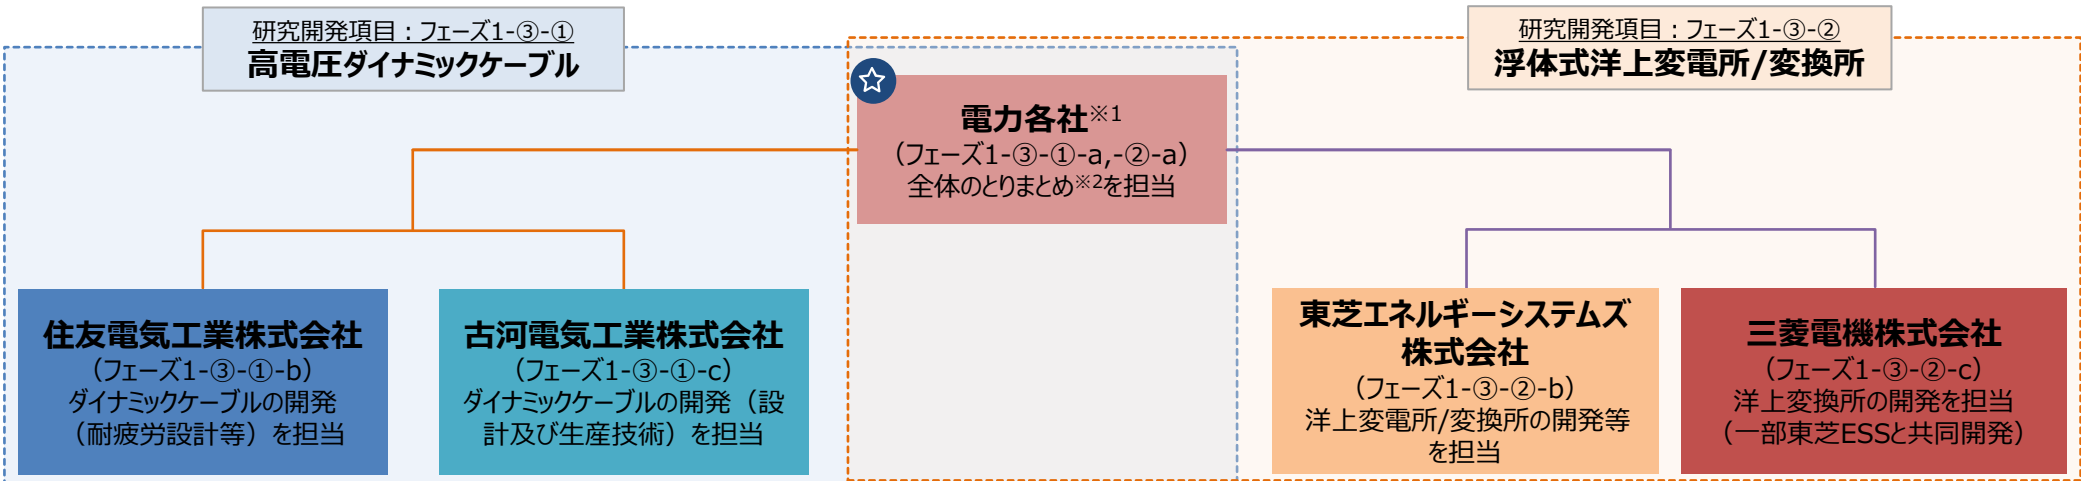 研究開発項目：フェーズ1-③-①
高電圧ダイナミックケーブル
研究開発項目：フェーズ1-③-②
浮体式洋上変電所/変換所
電力各社※1
（フェーズ1-③-①-a,-②-a）
全体のとりまとめ※2を担当
住友電気工業株式会社
（フェーズ1-③-①-b）
ダイナミックケーブルの開発
（耐疲労設計等）を担当
古河電気工業株式会社
（フェーズ1-③-①-c）
ダイナミックケーブルの開発（設
計及び生産技術）を担当
東芝エネルギーシステムズ
株式会社
（フェーズ1-③-②-b）
洋上変電所/変換所の開発等
を担当
三菱電機株式会社
（フェーズ1-③-②-c）
洋上変換所の開発を担当
（一部東芝ESSと共同開発）